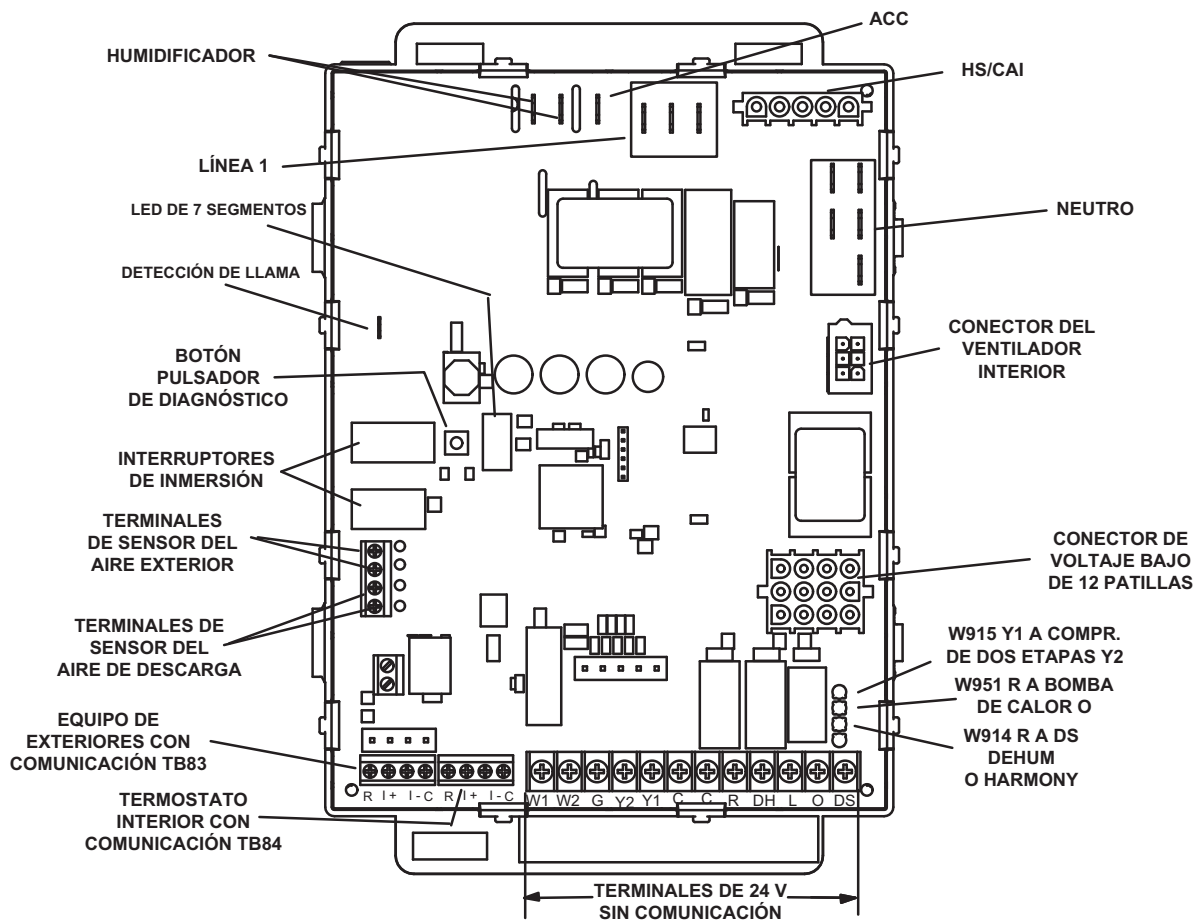 ACC
HUMIDIFICADOR
HS/CAI
LÍNEA 1
LED DE 7 SEGMENTOS
NEUTRO
DETECCIÓN DE LLAMA
CONECTOR DEL
VENTILADOR
INTERIOR
BOTÓN
PULSADOR
DE DIAGNÓSTICO
INTERRUPTORES
DE INMERSIÓN
TERMINALES
DE SENSOR DEL
AIRE EXTERIOR
CONECTOR DE
VOLTAJE BAJO
DE 12 PATILLAS
TERMINALES DE
SENSOR DEL
AIRE DE DESCARGA
W915 Y1 A COMPR.
DE DOS ETAPAS Y2
W951 R A BOMBA
DE CALOR O
W914 R A DS
DEHUM
O HARMONY
EQUIPO DE
EXTERIORES CON
COMUNICACIÓN TB83
TERMOSTATO
INTERIOR CON
COMUNICACIÓN TB84
R I+ I- C R I+ I- C
W1 W2 G Y2 Y1 C C R DH L O DS
TERMINALES DE 24 V
SIN COMUNICACIÓN